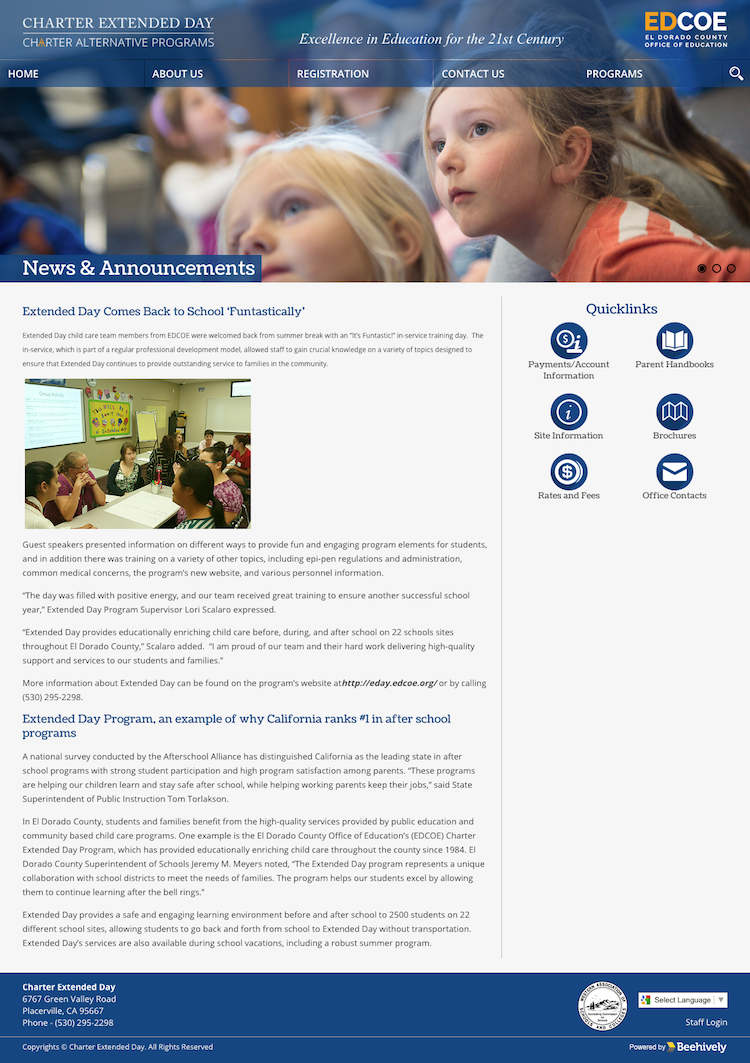 CHARTER EXTENDED DAY
CHARTER ALTERNATIVE PROGRAMS
Excellence in Education for the 21st Century
EDCOE
EL DORADO COUNTY
OFFICE OF EDUCATION
HOME
ABOUT US
REGISTRATION
CONTACT US
PROGRAMS
News & Announcements
Extended Day Comes Back to School ‘Funtastically’
Extended Day child care team members from EDCOE were welcomed back from summer break with an “It’s Funtastic!” in-service training day.  The
in-service, which is part of a regular professional development model, allowed staff to gain crucial knowledge on a variety of topics designed to
ensure that Extended Day continues to provide outstanding service to families in the community.
Guest speakers presented information on different ways to provide fun and engaging program elements for students,
and in addition there was training on a variety of other topics, including epi-pen regulations and administration,
common medical concerns, the program’s new website, and various personnel information.
“The day was filled with positive energy, and our team received great training to ensure another successful school
year,” Extended Day Program Supervisor Lori Scalaro expressed.
“Extended Day provides educationally enriching child care before, during, and after school on 22 schools sites
throughout El Dorado County,” Scalaro added.  “I am proud of our team and their hard work delivering high-quality
support and services to our students and families.”
More information about Extended Day can be found on the program’s website at http://eday.edcoe.org/ or by calling
(530) 295-2298.
Extended Day Program, an example of why California ranks #1 in after school
programs
A national survey conducted by the Afterschool Alliance has distinguished California as the leading state in after
school programs with strong student participation and high program satisfaction among parents. “These programs
are helping our children learn and stay safe after school, while helping working parents keep their jobs,” said State
Superintendent of Public Instruction Tom Torlakson.
In El Dorado County, students and families benefit from the high-quality services provided by public education and
community based child care programs. One example is the El Dorado County Office of Education’s (EDCOE) Charter
Extended Day Program, which has provided educationally enriching child care throughout the county since 1984. El
Dorado County Superintendent of Schools Jeremy M. Meyers noted, “The Extended Day program represents a unique
collaboration with school districts to meet the needs of families. The program helps our students excel by allowing
them to continue learning after the bell rings.”
Extended Day provides a safe and engaging learning environment before and after school to 2500 students on 22
different school sites, allowing students to go back and forth from school to Extended Day without transportation.
Extended Day’s services are also available during school vacations, including a robust summer program.
Quicklinks
Payments/Account
Information
Parent Handbooks
Site Information
Brochures
Rates and Fees
Office Contacts
Charter Extended Day
6767 Green Valley Road
Placerville, CA 95667
Phone - (530) 295-2298
WESTERN ASSOCIATION OF
SCHOOLS AND COLLEGES
Select Language
Staff Login
Copyrights © Charter Extended Day. All Rights Reserved
Powered by Beehively